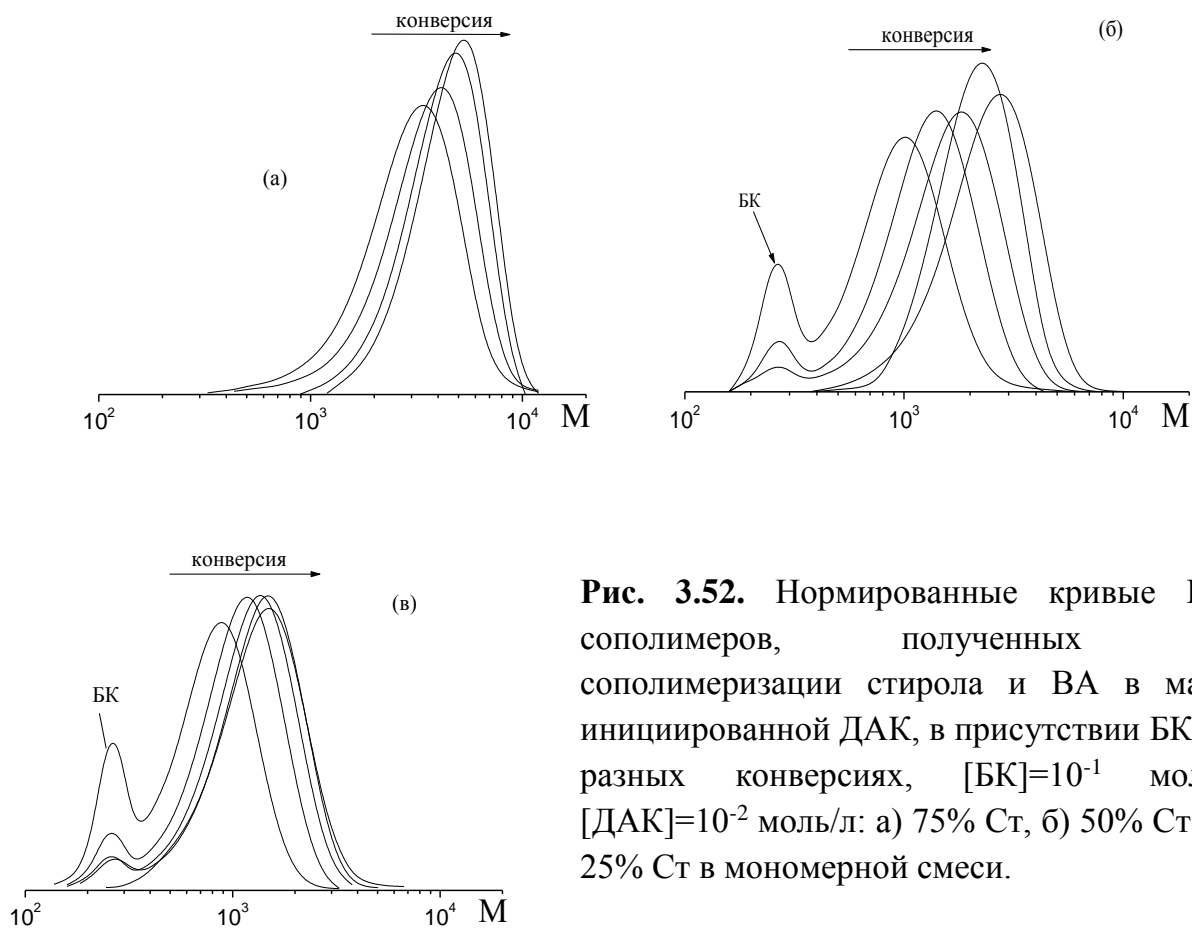 конверсия
(а)
10² 10³ 10⁴ М
конверсия
(б)
БК
10² 10³ 10⁴ М
конверсия
(в)
БК
10² 10³ 10⁴ М
Рис. 3.52. Нормированные кривые
сополимеров, полученных
сополимеризации стирола и ВА в
инициированной ДАК, в присутствии БК
разных конверсиях, [БК]=10⁻¹
[ДАК]=10⁻² моль/л: а) 75% Ст, б) 50% Ст
25% Ст в мономерной смеси.